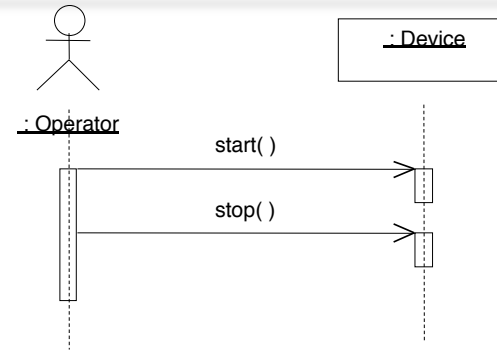 : Device
: Operator
start( )
stop( )